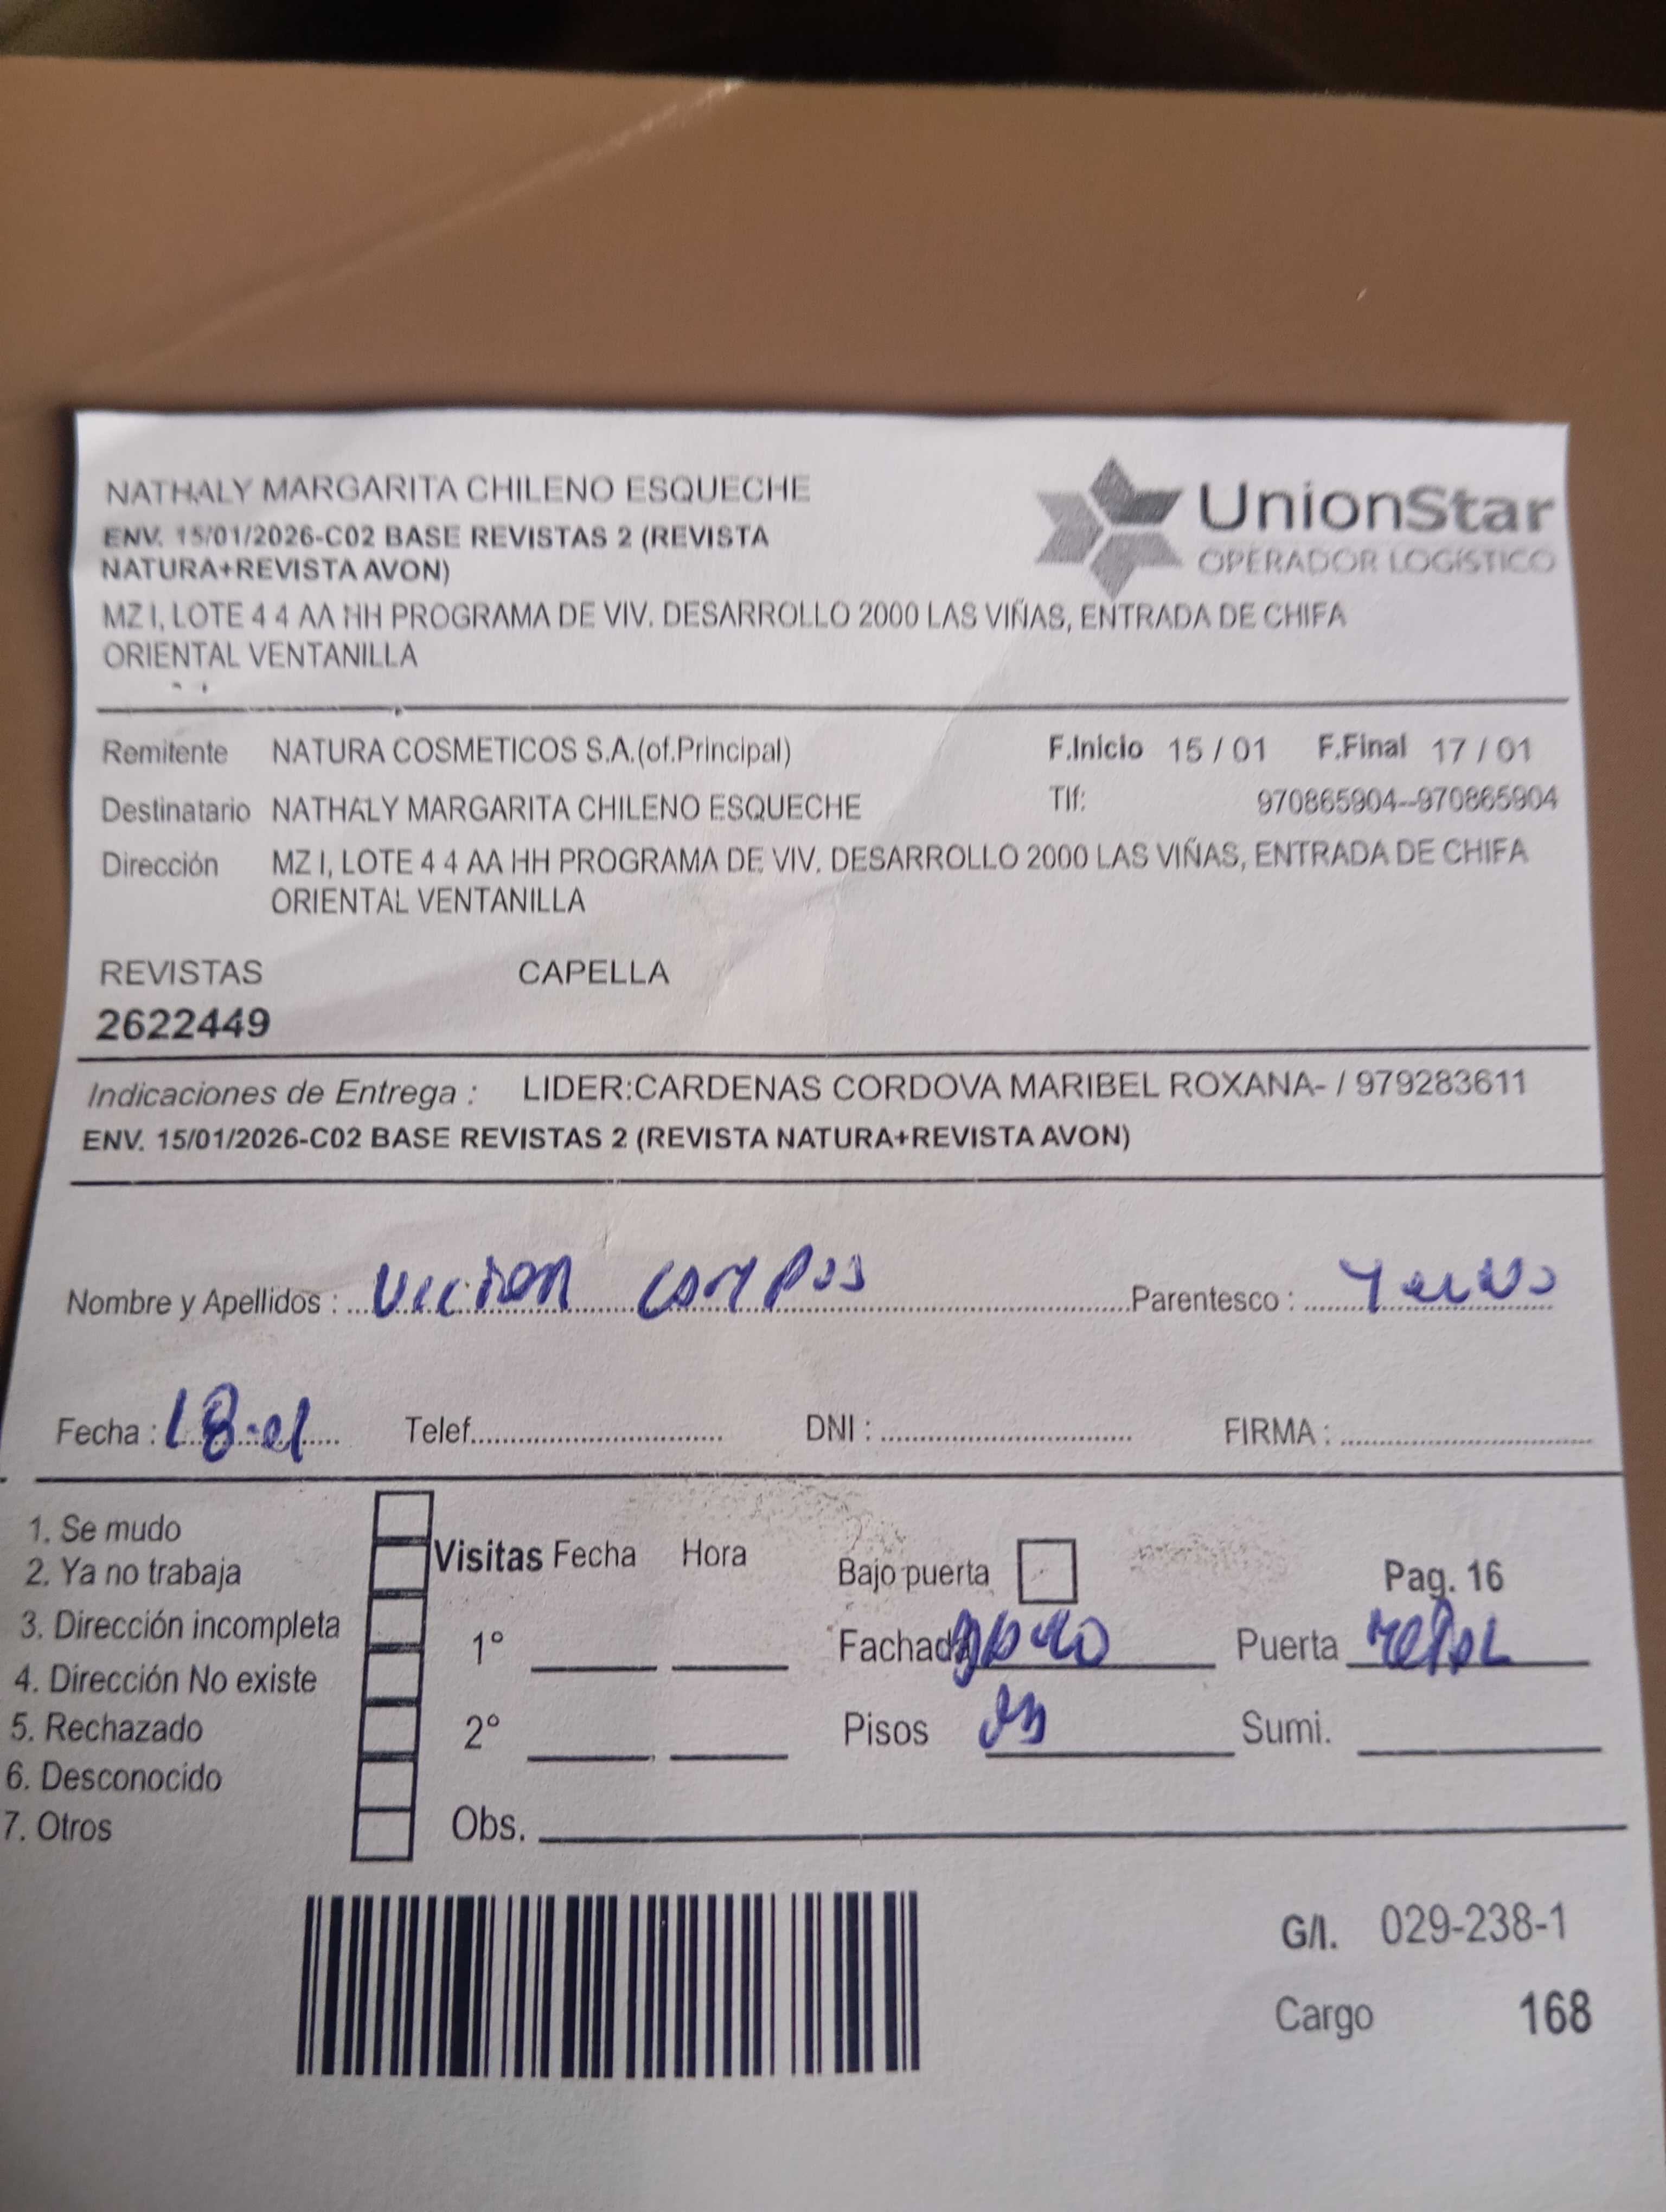 NATHALY MARGARITA CHILENO ESQUECHE
ENV. 15/01/2026-C02 BASE REVISTAS 2 (REVISTA
NATURA+REVISTA AVON)
MZ I, LOTE 4 4 AA HH PROGRAMA DE VIV. DESARROLLO 2000 LAS VIÑAS, ENTRADA DE CHIFA
ORIENTAL VENTANILLA
UnionStar
OPERADOR LOGÍSTICO
Remitente NATURA COSMETICOS S.A.(of.Principal) F.Inicio 15 / 01 F.Final 17 / 01
Destinatario NATHALY MARGARITA CHILENO ESQUECHE Tlf: 970865904--970865904
Dirección MZ I, LOTE 4 4 AA HH PROGRAMA DE VIV. DESARROLLO 2000 LAS VIÑAS, ENTRADA DE CHIFA
ORIENTAL VENTANILLA
REVISTAS CAPELLA
2622449
Indicaciones de Entrega : LIDER:CARDENAS CORDOVA MARIBEL ROXANA- / 979283611
ENV. 15/01/2026-C02 BASE REVISTAS 2 (REVISTA NATURA+REVISTA AVON)
Nombre y Apellidos : Parentesco :
Fecha : 18-01 Telef. DNI : FIRMA :
1. Se mudo
2. Ya no trabaja
3. Dirección incompleta
4. Dirección No existe
5. Rechazado
6. Desconocido
7. Otros
Visitas Fecha Hora
1°
2°
Obs.
Bajo puerta Pag. 16
Fachada Puerta
Pisos Sumi.
G/I. 029-238-1
Cargo 168